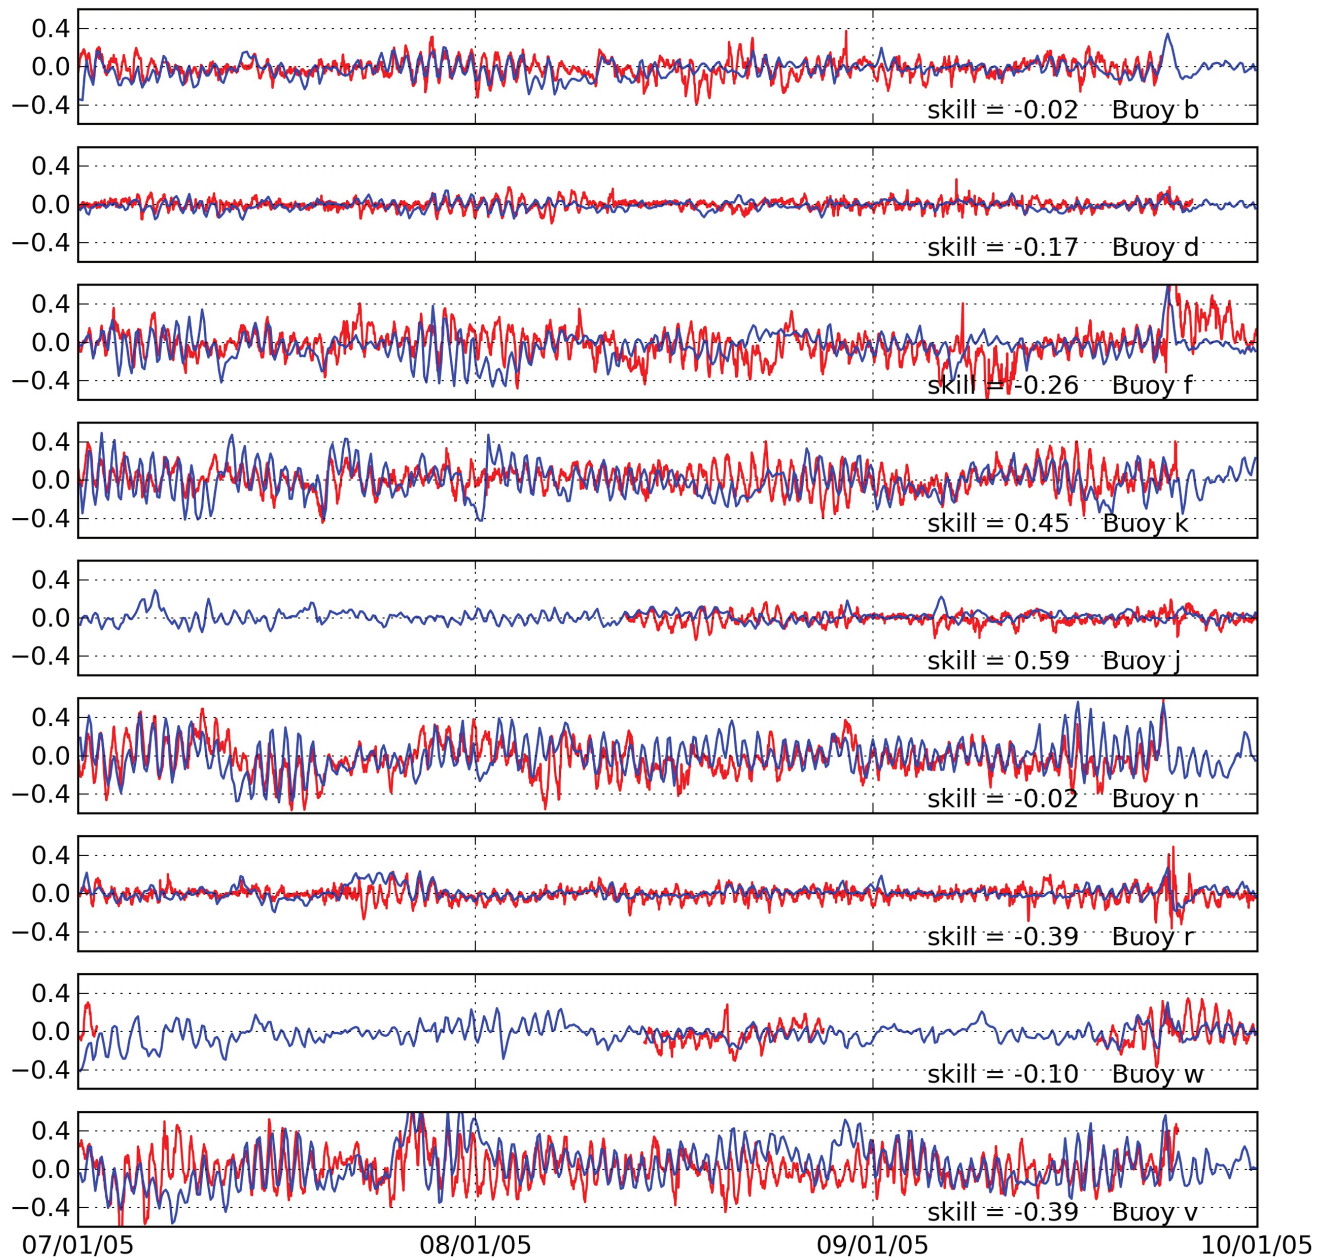 0.4
0.0
−0.4
skill = -0.02 Buoy b
0.4
0.0
−0.4
skill = -0.17 Buoy d
0.4
0.0
−0.4
skill = -0.26 Buoy f
0.4
0.0
−0.4
skill = 0.45 Buoy k
0.4
0.0
−0.4
skill = 0.59 Buoy j
0.4
0.0
−0.4
skill = -0.02 Buoy n
0.4
0.0
−0.4
skill = -0.39 Buoy r
0.4
0.0
−0.4
skill = -0.10 Buoy w
0.4
0.0
−0.4
skill = -0.39 Buoy v
07/01/05 08/01/05 09/01/05 10/01/05